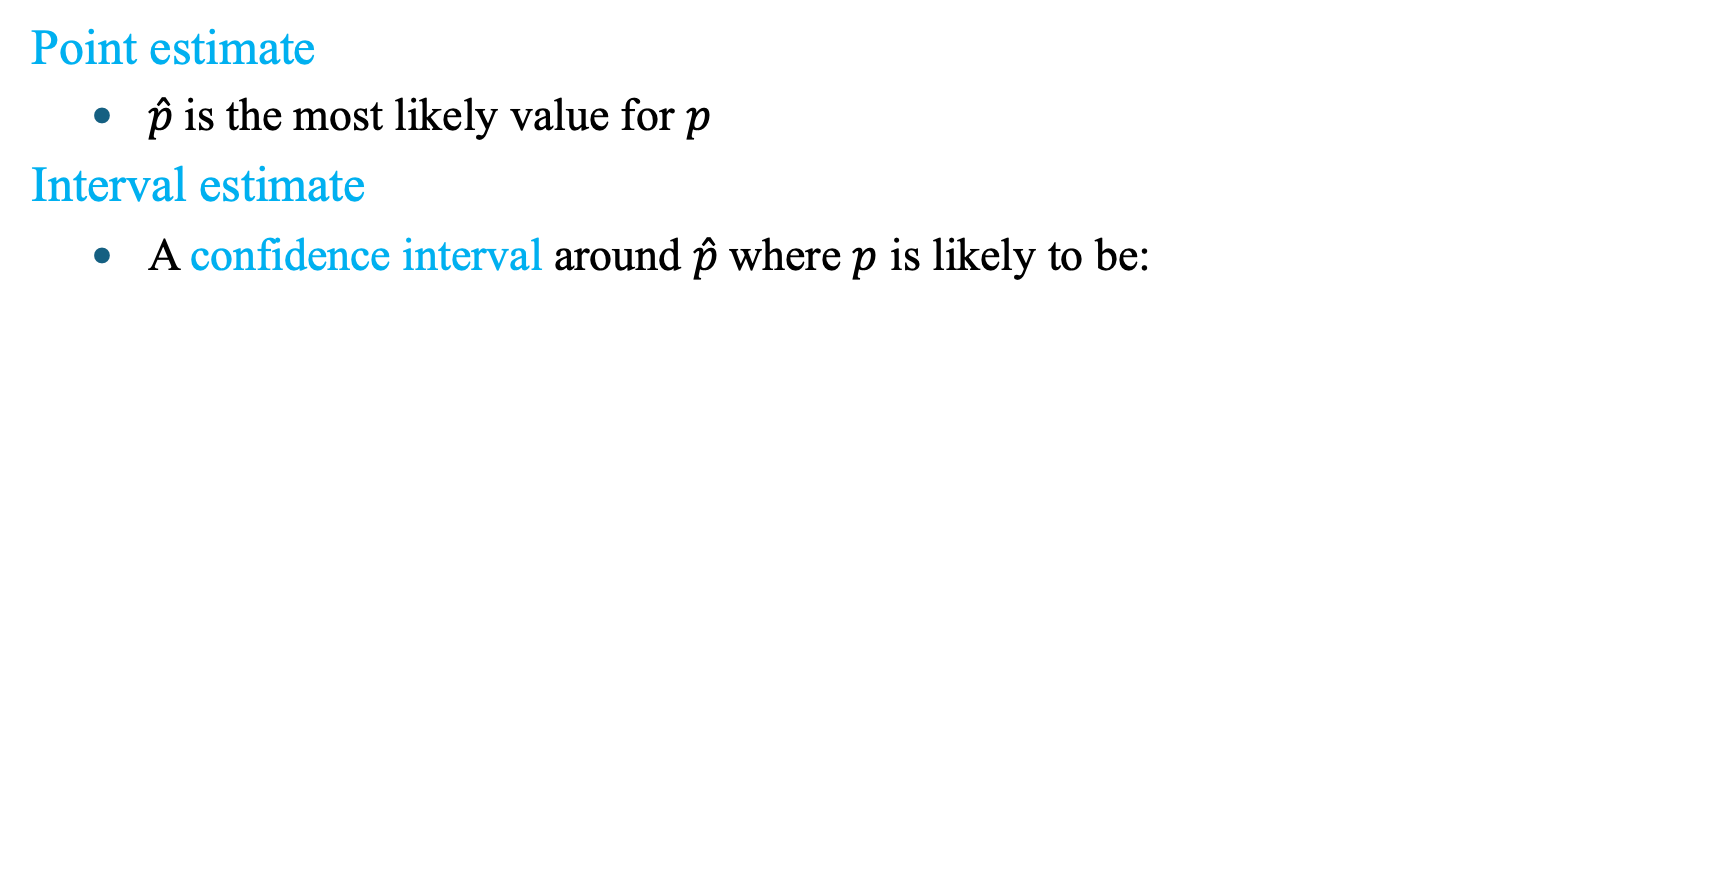 Point estimate
• p̂ is the most likely value for p
Interval estimate
• A confidence interval around p̂ where p is likely to be: